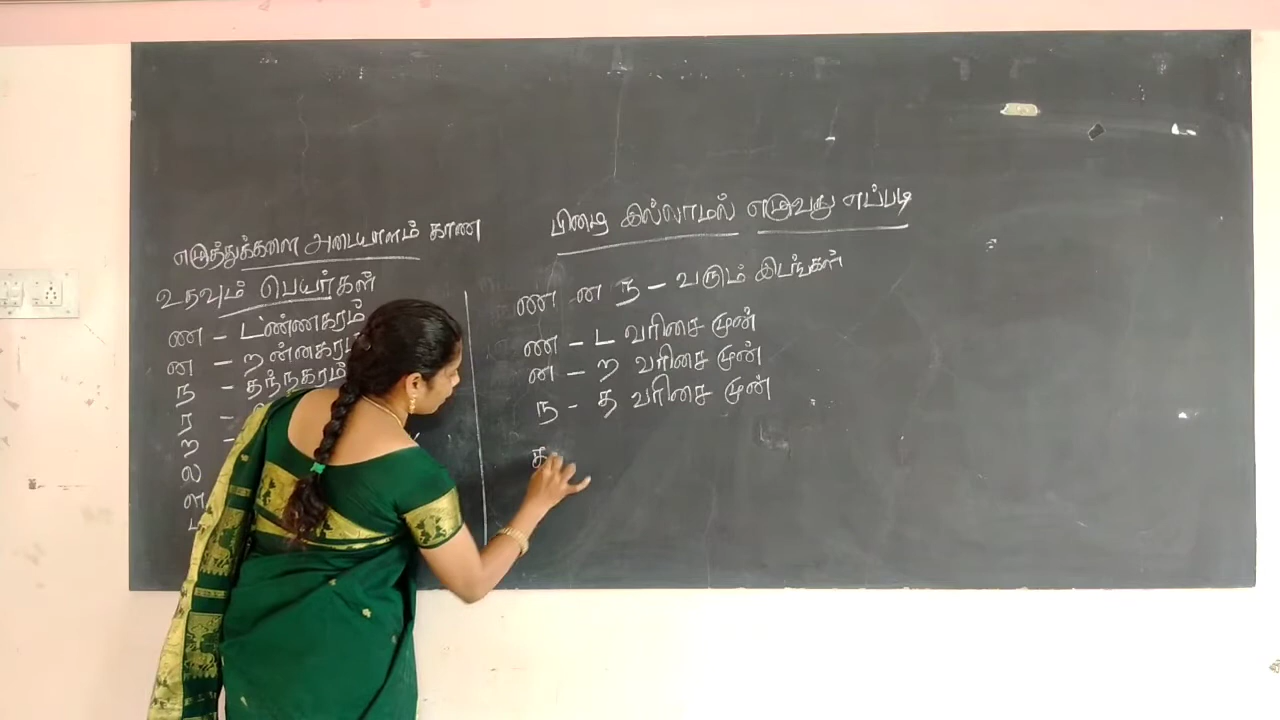 எழுத்துக்களை அடையாளம் காண
உதவும் பெயர்கள்
ண - டண்ணகரம்
ன - றன்னகரம்
ந - தந்நகரம்
ர -
ற -
ல
ள
பிழை இல்லாமல் எழுவது எப்படி
ண ன ந - வரும் இடங்கள்
ண - ட வரிசை முன்
ன - ற வரிசை முன்
ந - த வரிசை முன்